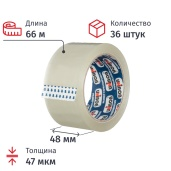 Длина
66 м
Количество
36 штук
48 мм
Толщина
47 мкм